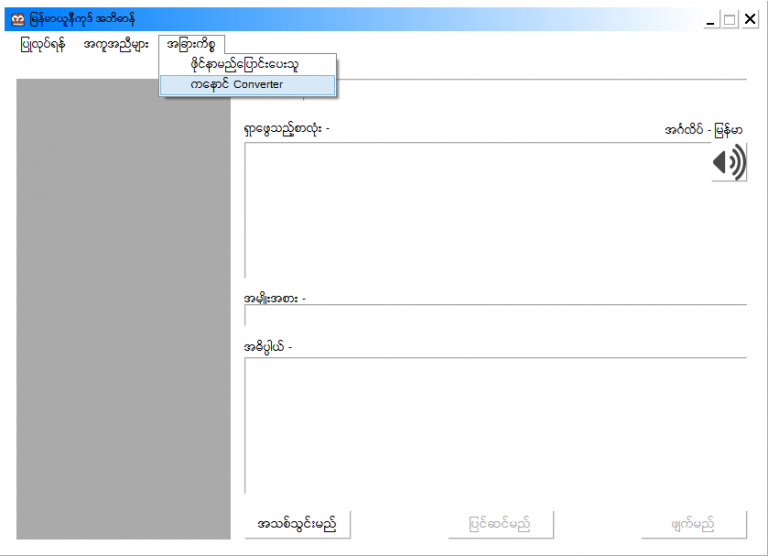 မြန်မာယူနီကုဒ် အဘိဓာန်
ပြုလုပ်ရန် အကူအညီများ အခြားကိစ္စ
ဖိုင်နာမည်ပြောင်းပေးသူ
ကနောင် Converter
ရှာဖွေသည့်စာလုံး - အင်္ဂလိပ် - မြန်မာ
အမျိုးအစား -
အဓိပ္ပါယ် -
အသစ်သွင်းမည် ပြင်ဆင်မည် ဖျက်မည်